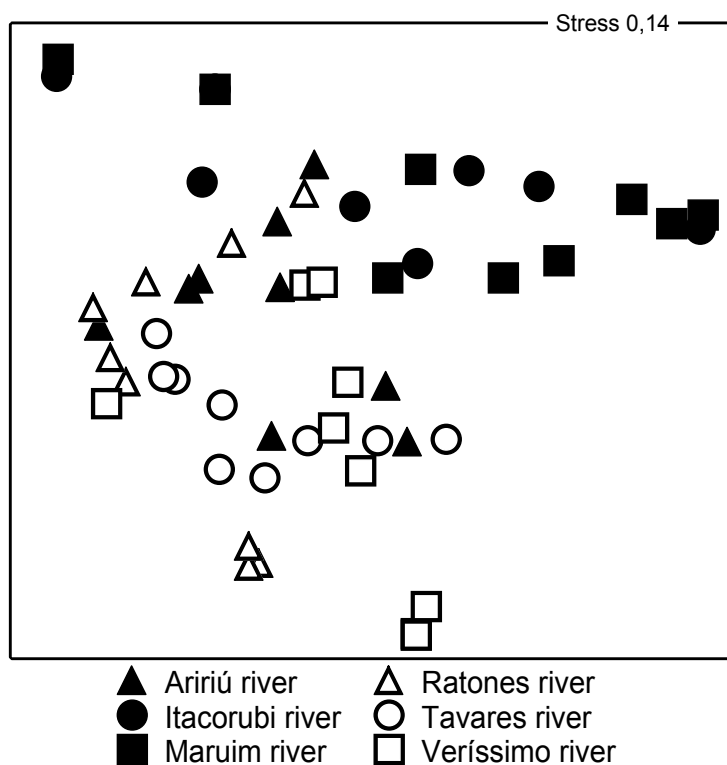 Stress 0,14
Aririú river
Ratones river
Itacorubi river
Tavares river
Maruim river
Veríssimo river